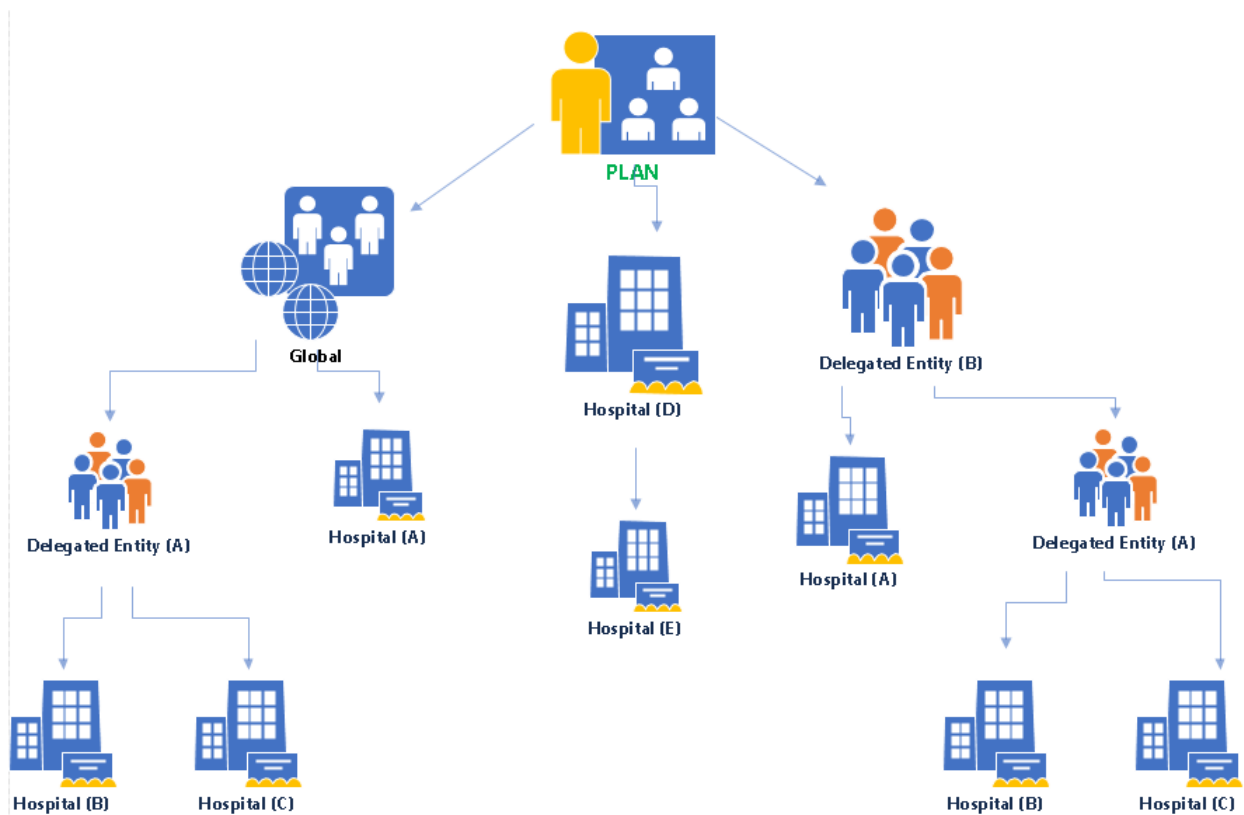 PLAN
Global
Delegated Entity (B)
Hospital (D)
Delegated Entity (A)
Hospital (A)
Hospital (E)
Hospital (A)
Delegated Entity (A)
Hospital (B)
Hospital (C)
Hospital (B)
Hospital (C)